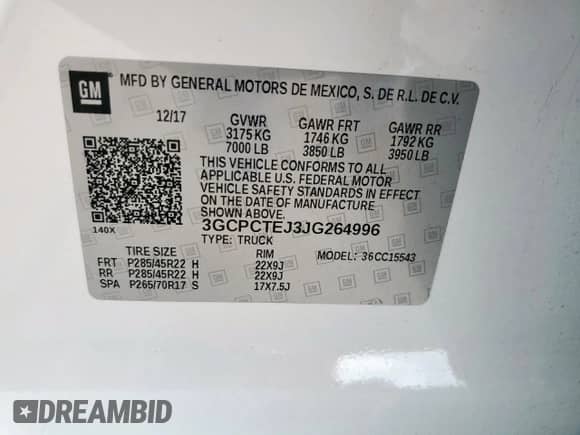 GM
MFD BY GENERAL MOTORS DE MEXICO, S. DE R.L. DE C.V.
12/17 GVWR GAWR FRT GAWR RR
3175 KG 1746 KG 1792 KG
7000 LB 3850 LB 3950 LB
THIS VEHICLE CONFORMS TO ALL
APPLICABLE U.S. FEDERAL MOTOR
VEHICLE SAFETY STANDARDS IN EFFECT
ON THE DATE OF MANUFACTURE
SHOWN ABOVE.
140X 3GCPCTEJ3JG264996
TYPE: TRUCK MODEL: 36CC15543
TIRE SIZE RIM
FRT P285/45R22 H 22X9J
RR P285/45R22 H 22X9J
SPA P265/70R17 S 17X7.5J
DREAMBID